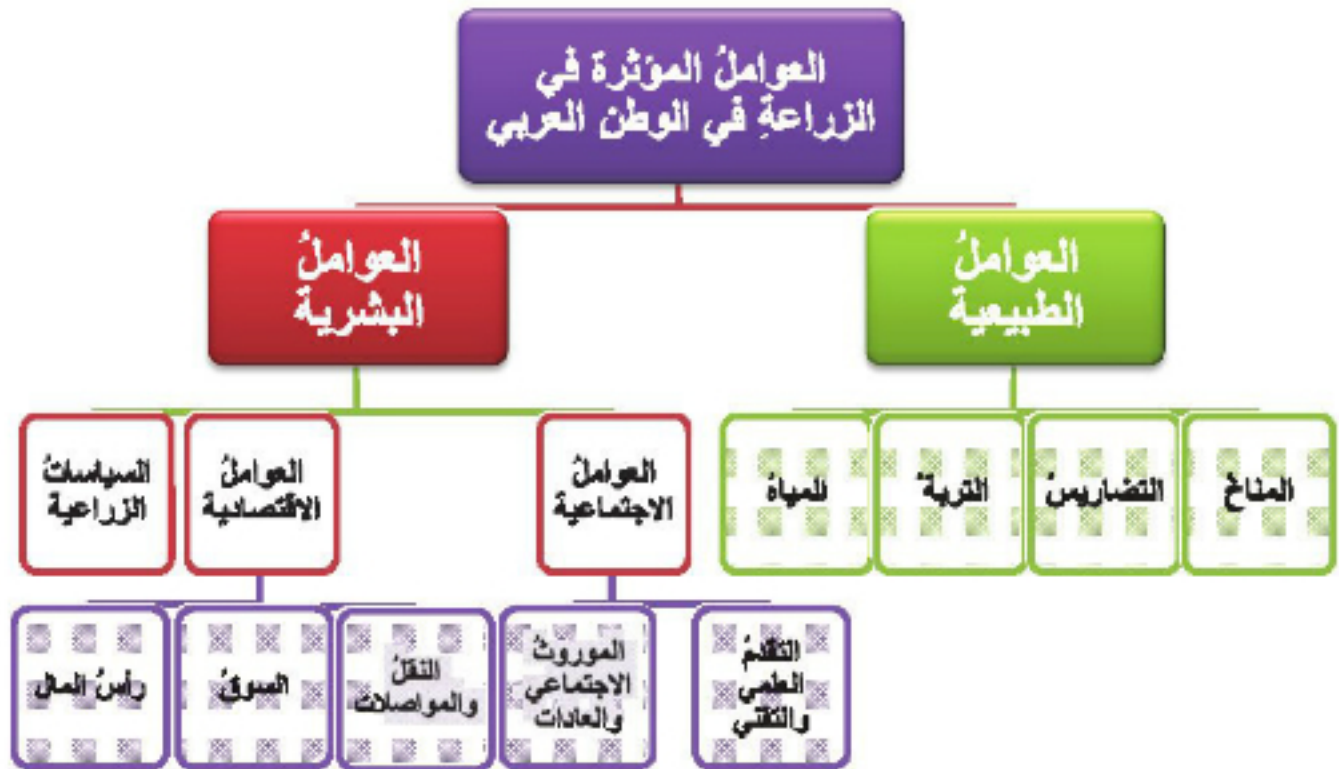 العواملُ المؤثرة في
الزراعةِ في الوطن العربي
العواملُ
الطبيعية
العواملُ
البشرية
المناخُ
التضاريسُ
التربةُ
المياهُ
العواملُ
الاجتماعية
العواملُ
الاقتصادية
السياساتُ
الزراعية
التقدمُ
العلمي
والتقني
الموروثُ
الاجتماعي
والعادات
النقلُ
والمواصلات
السوقُ
رأسُ المال